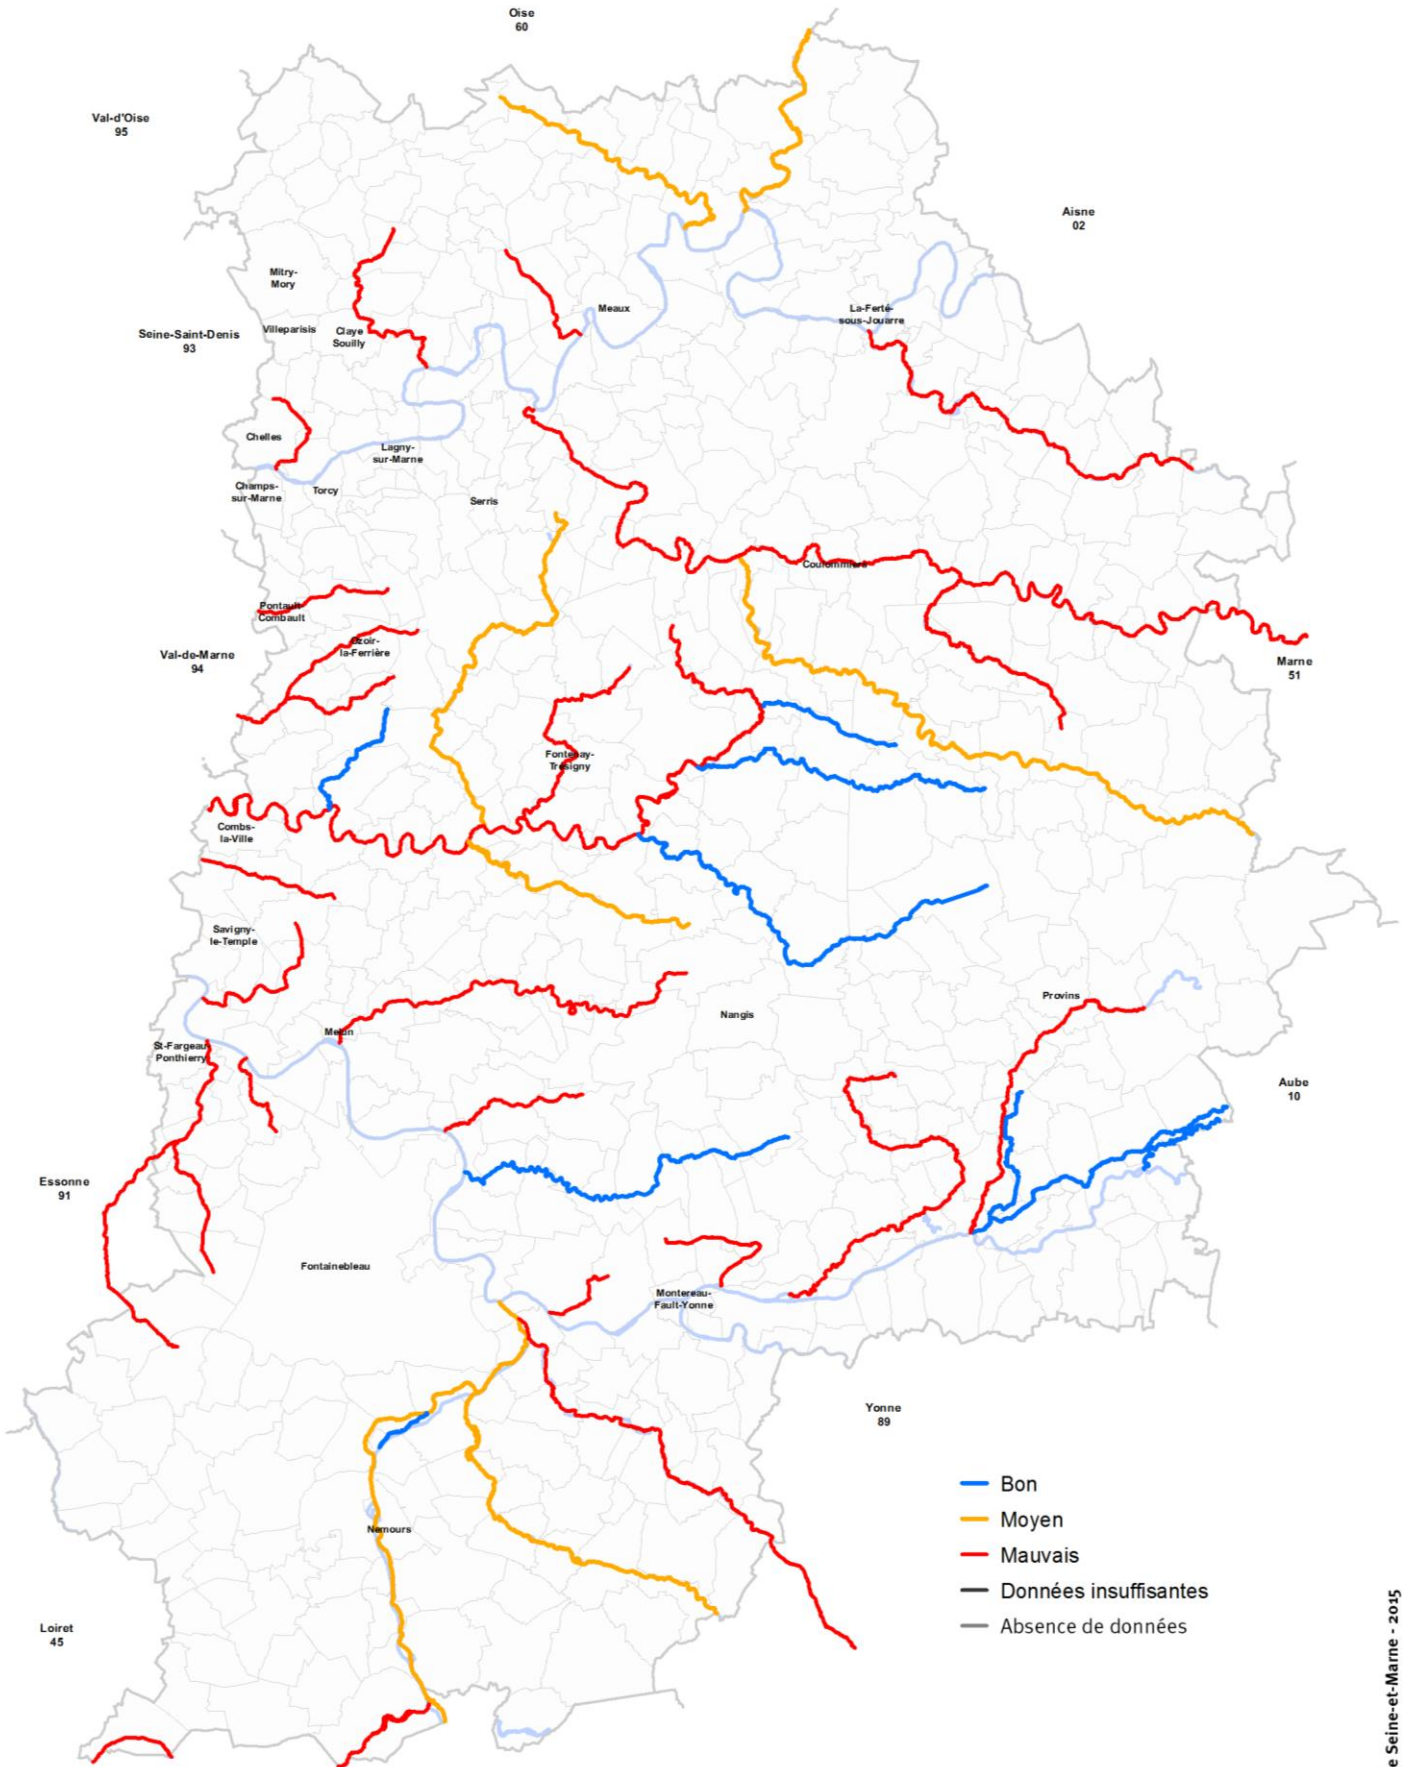 Oise
60
Val-d'Oise
95
Aisne
02
Mitry-
Mory
Meaux
La-Ferté-
sous-Jouarre
Seine-Saint-Denis
93
Villeparisis
Claye
Souilly
Chelles
Lagny-
sur-Marne
Champs-
sur-Marne
Torcy
Serris
Coulommiers
Pontault-
Combault
Ozoir-
la-Ferrière
Val-de-Marne
94
Marne
51
Fontenay-
Trésigny
Combs-
la-Ville
Savigny-
le-Temple
Provins
Nangis
Melun
St-Fargeau-
Ponthierry
Aube
10
Essonne
91
Fontainebleau
Montereau-
Fault-Yonne
Yonne
89
Nemours
Loiret
45
Bon
Moyen
Mauvais
Données insuffisantes
Absence de données
e Seine-et-Marne - 2015